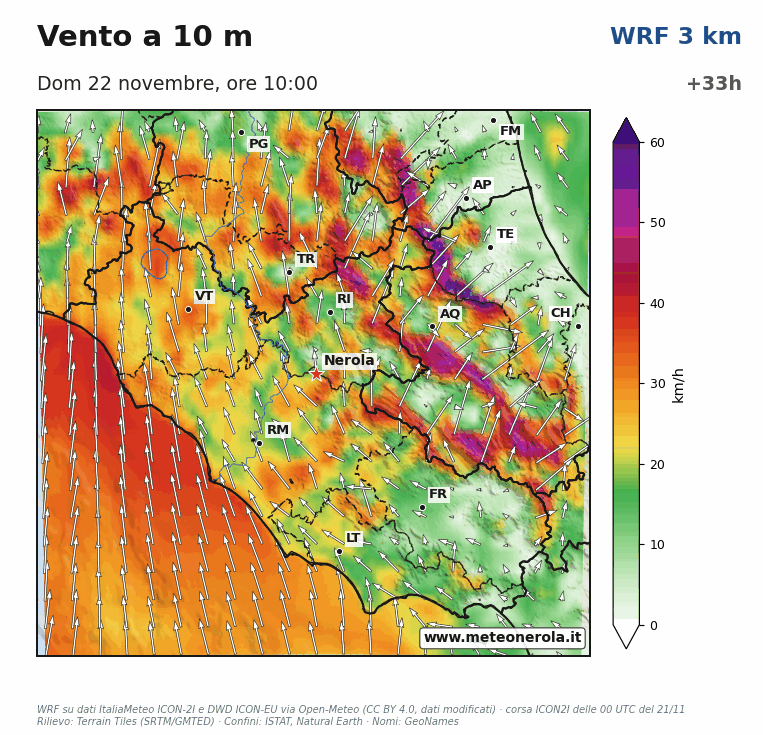 Vento a 10 m
WRF 3 km
Dom 22 novembre, ore 10:00
+33h
FM
PG
AP
TE
TR
VT
RI
AQ
CH
Nerola
RM
FR
LT
www.meteonerola.it
60
50
40
30
20
10
0
km/h
WRF su dati ItaliaMeteo ICON-2I e DWD ICON-EU via Open-Meteo (CC BY 4.0, dati modificati) · corsa ICON2I delle 00 UTC del 21/11
Rilievo: Terrain Tiles (SRTM/GMTED) · Confini: ISTAT, Natural Earth · Nomi: GeoNames